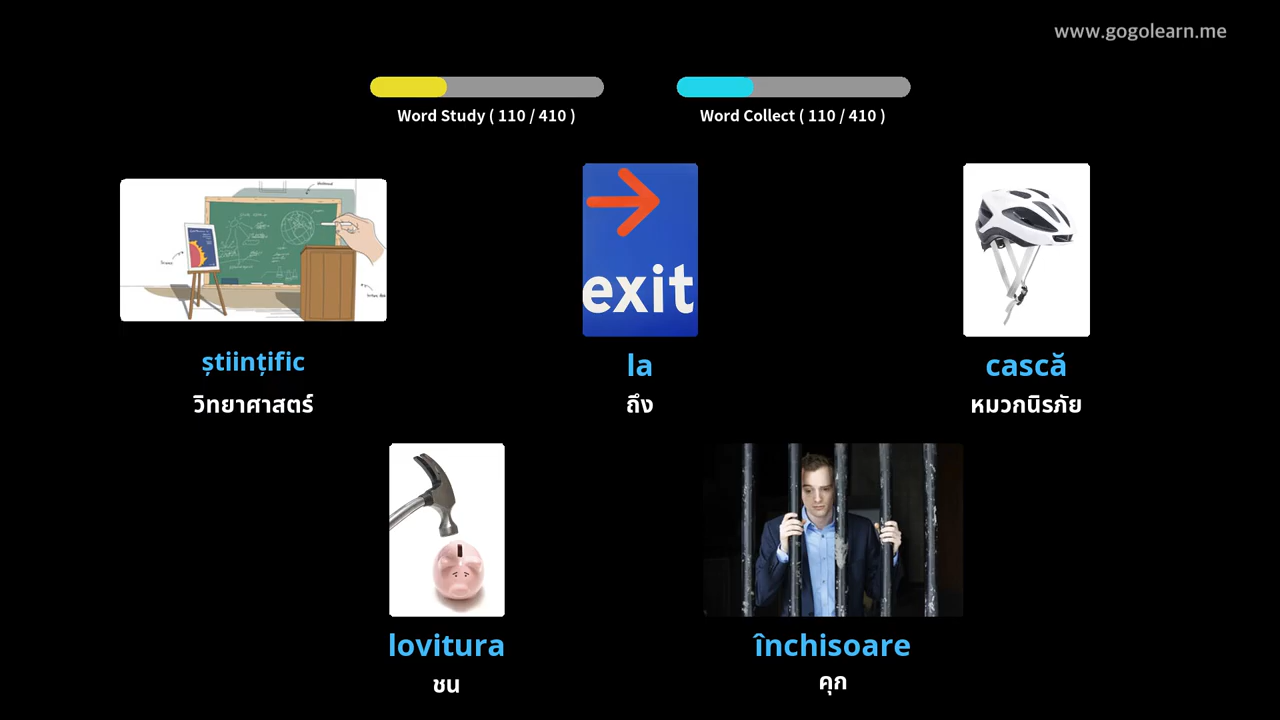 www.gogolearn.me
Word Study ( 110 / 410 )
Word Collect ( 110 / 410 )
exit
științific
la
cască
วิทยาศาสตร์
ถึง
หมวกนิรภัย
lovitura
închisoare
ชน
คุก